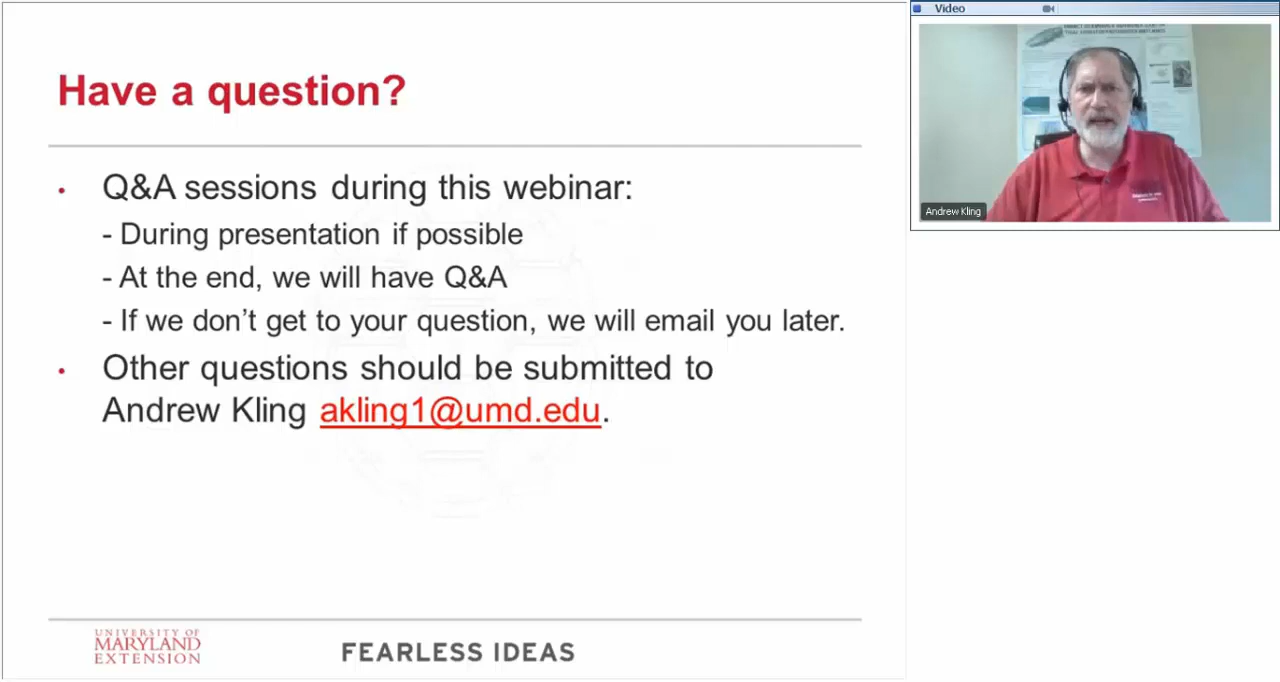 Have a question?
• Q&A sessions during this webinar:
- During presentation if possible
- At the end, we will have Q&A
- If we don’t get to your question, we will email you later.
• Other questions should be submitted to
Andrew Kling akling1@umd.edu.
UNIVERSITY OF
MARYLAND
EXTENSION
FEARLESS IDEAS
Video
Andrew Kling